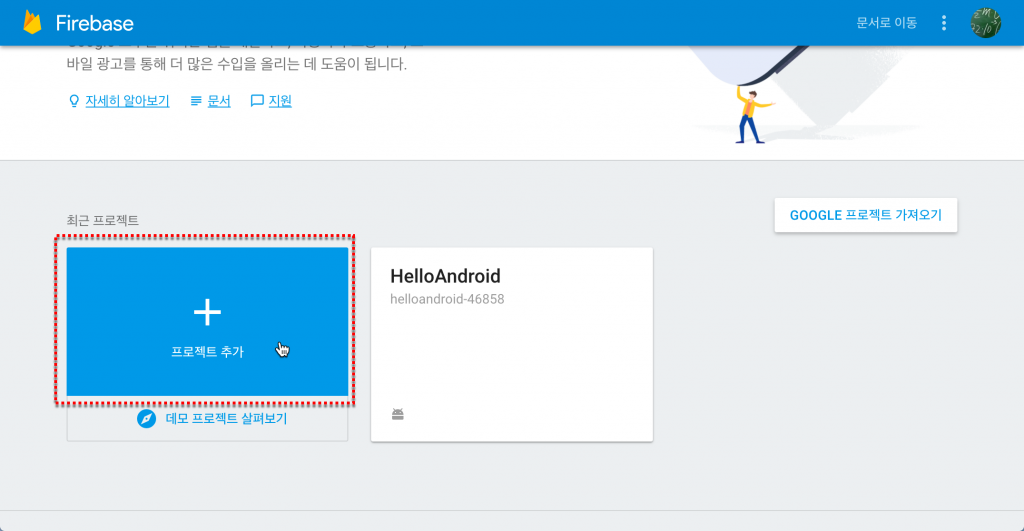 Firebase
문서로 이동
바일 광고를 통해 더 많은 수입을 올리는 데 도움이 됩니다.
자세히 알아보기 문서 지원
최근 프로젝트
GOOGLE 프로젝트 가져오기
프로젝트 추가
데모 프로젝트 살펴보기
HelloAndroid
helloandroid-46858